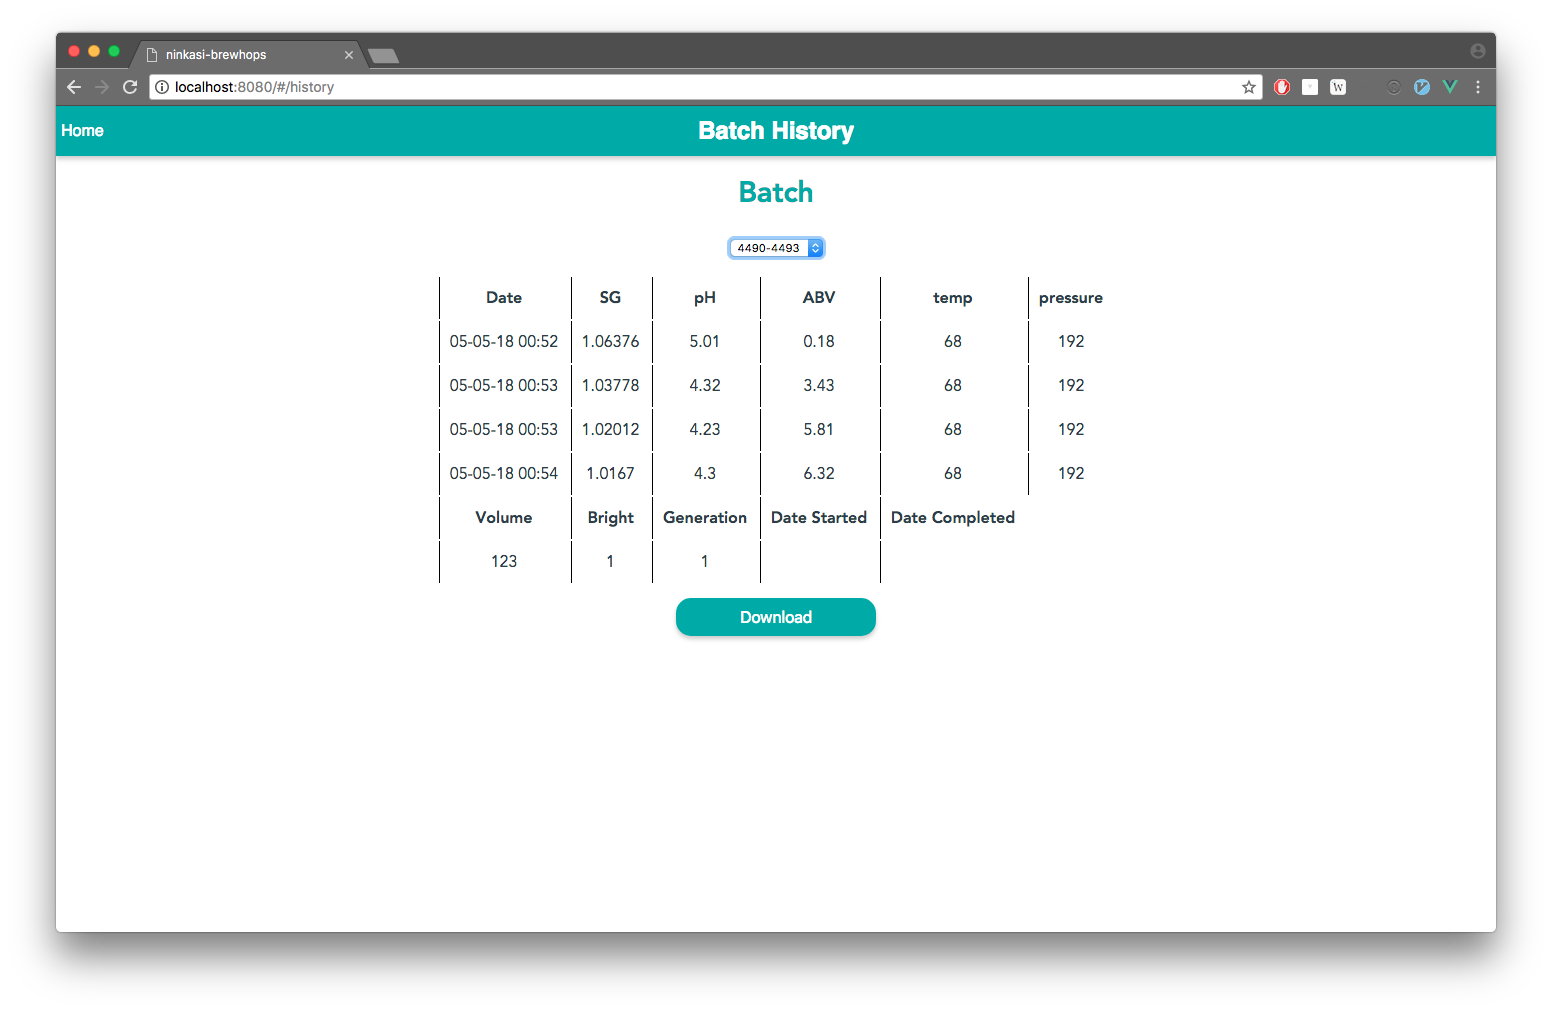 ninkasi-brewhops
localhost:8080/#/history
W
Home
Batch History
Batch
4490-4493
Date SG pH ABV temp pressure
05-05-18 00:52 1.06376 5.01 0.18 68 192
05-05-18 00:53 1.03778 4.32 3.43 68 192
05-05-18 00:53 1.02012 4.23 5.81 68 192
05-05-18 00:54 1.0167 4.3 6.32 68 192
Volume Bright Generation Date Started Date Completed
123 1 1
Download